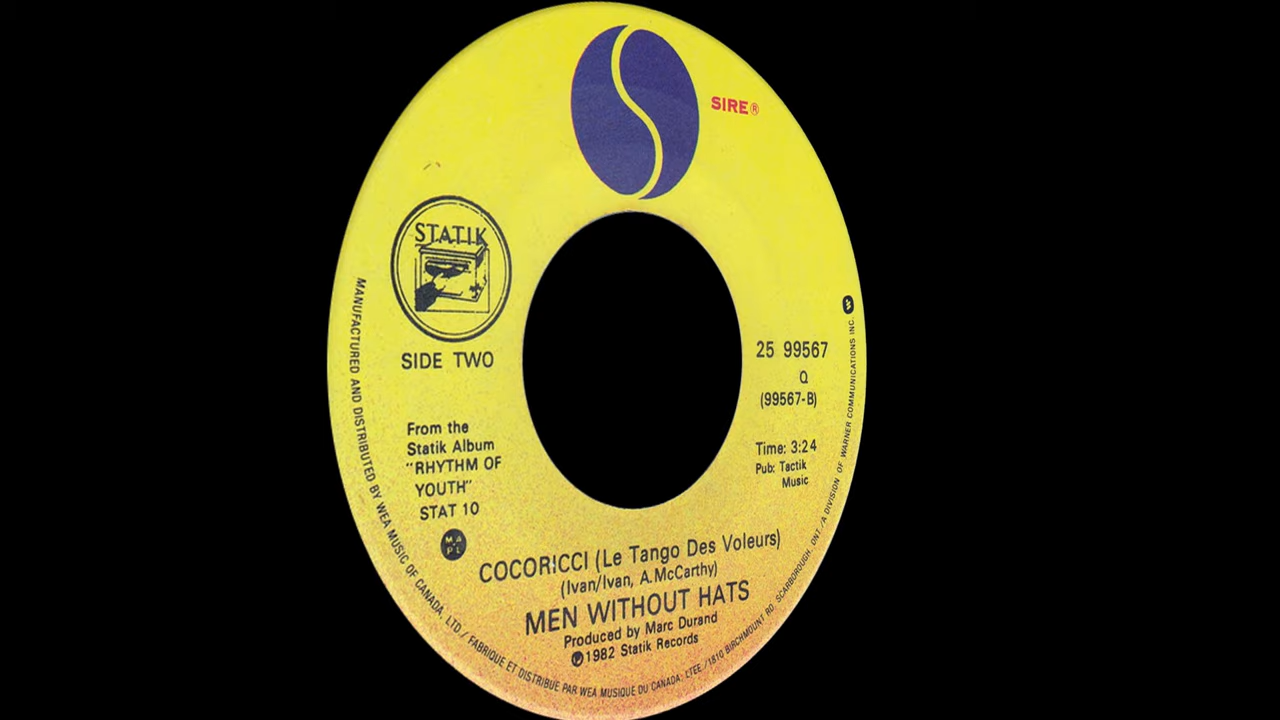 SIRE®
STATIK
SIDE TWO
25 99567
Q
(99567-B)
From the
Statik Album
"RHYTHM OF
YOUTH"
STAT 10
Time: 3:24
Pub: Tactik
Music
MA
PL
COCORICCI (Le Tango Des Voleurs)
(Ivan/Ivan, A.McCarthy)
MEN WITHOUT HATS
Produced by Marc Durand
℗1982 Statik Records
MANUFACTURED AND DISTRIBUTED BY WEA MUSIC OF CANADA, LTD / FABRIQUE ET DISTRIBUE PAR WEA MUSIQUE DU CANADA, LTEE./1810 BIRCHMOUNT RD. SCARBOROUGH, ONT. /A DIVISION OF WARNER COMMUNICATIONS INC.